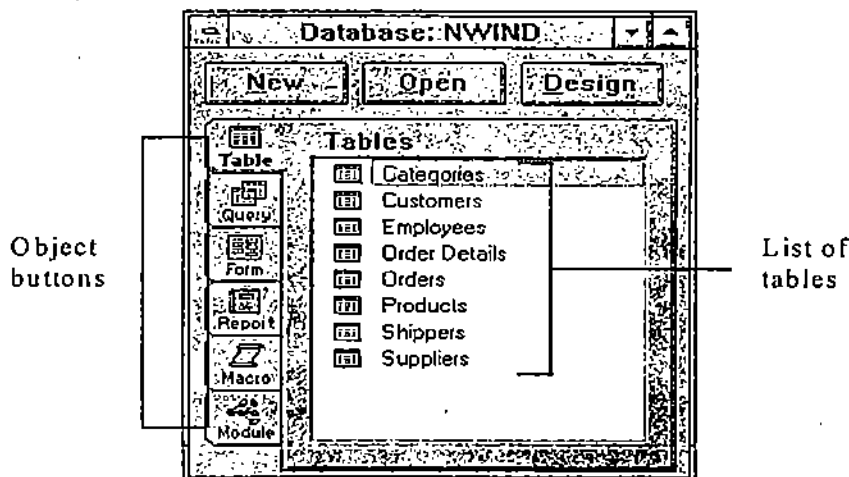 Database: NWIND
New Open Design
Tables
Table
Query
Form
Report
Macro
Module
Categories
Customers
Employees
Order Details
Orders
Products
Shippers
Suppliers
Object
buttons
List of
tables